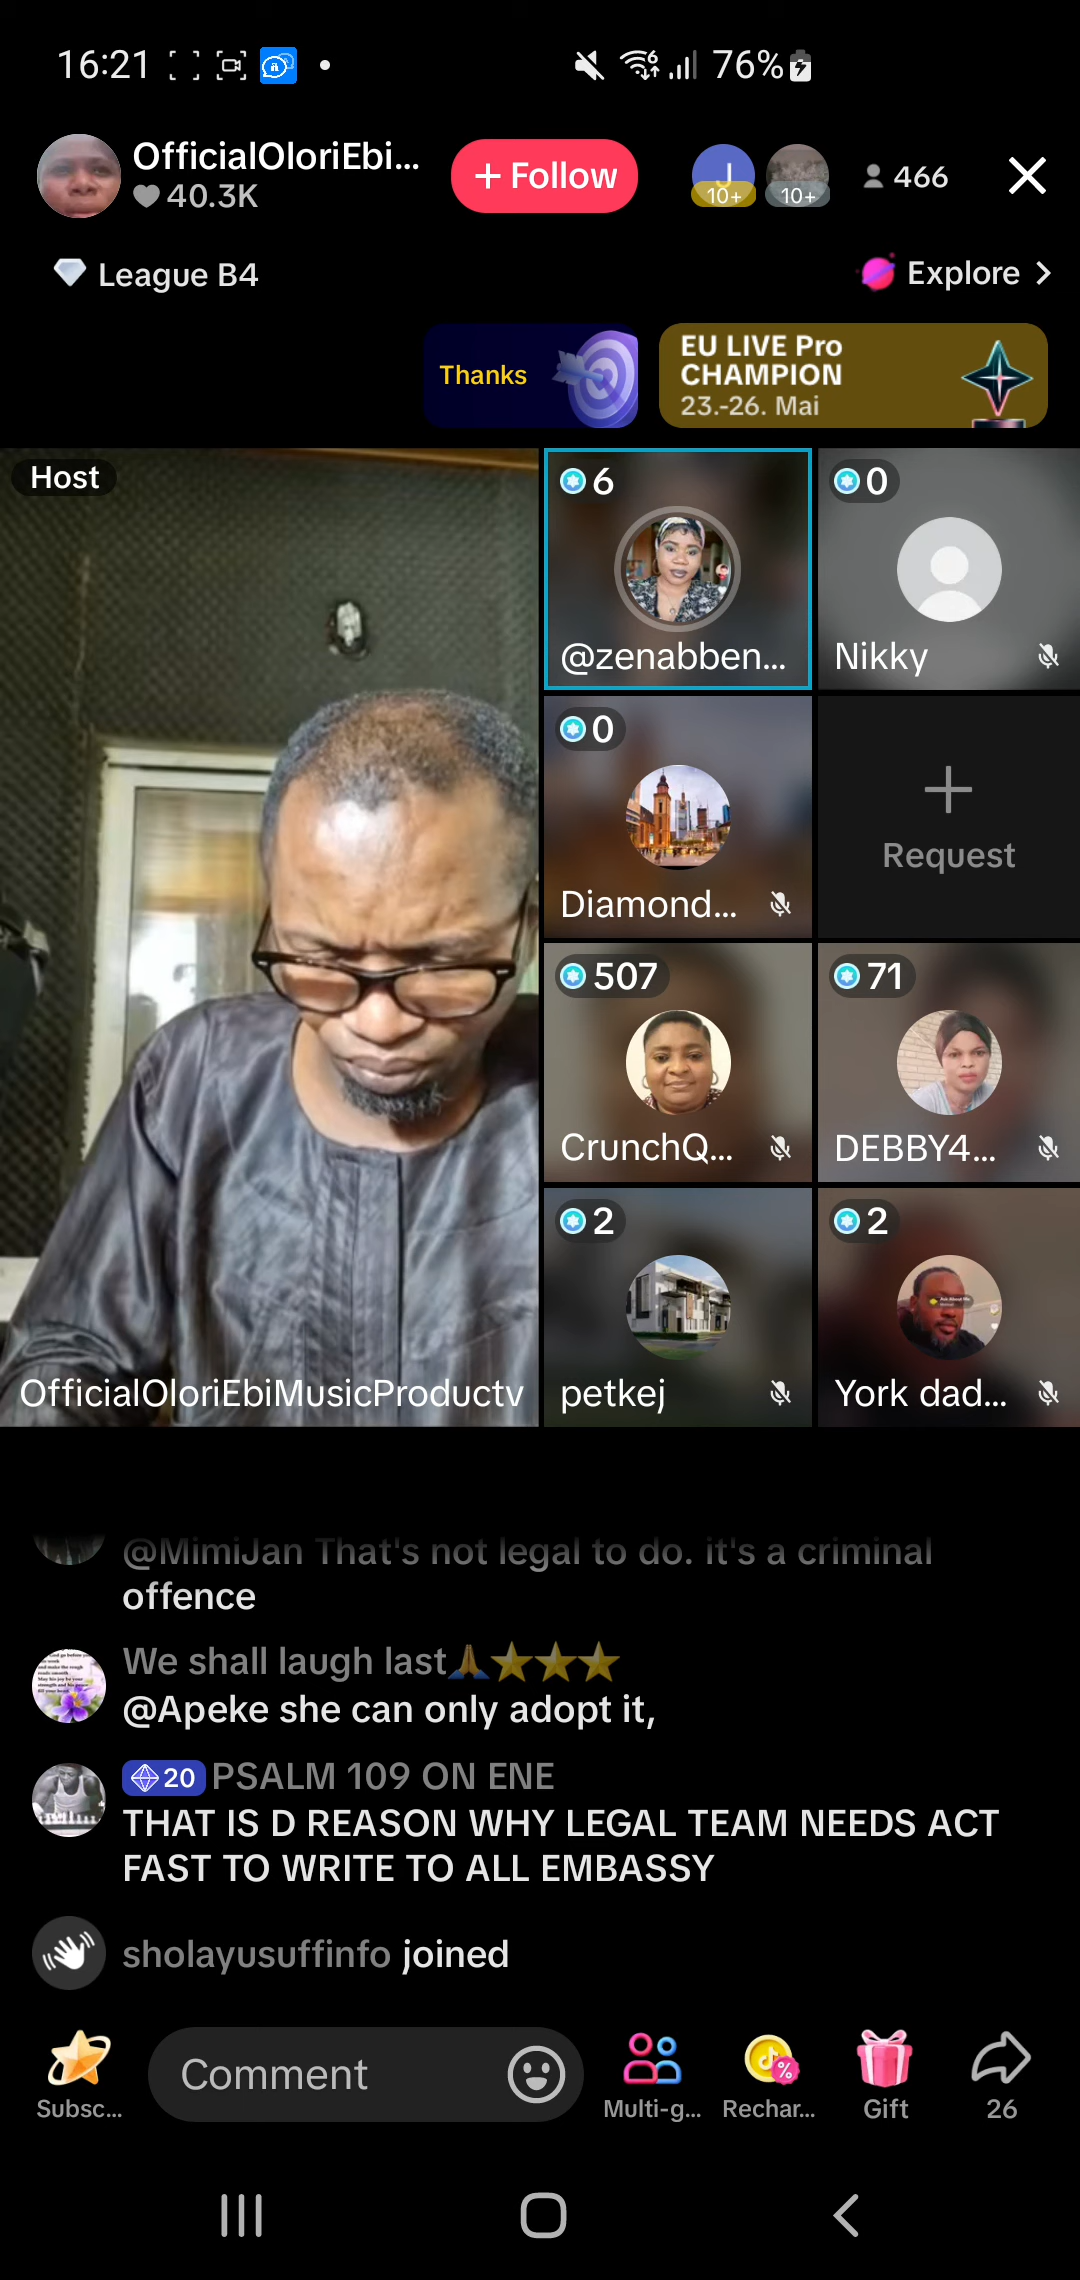 16:21
76%
OfficialOloriEbi...
40.3K
+ Follow
J
10+
10+
466
League B4
Explore
Thanks
EU LIVE Pro
CHAMPION
23.-26. Mai
Host
6
@zenabben...
0
Nikky
0
Diamond...
Request
507
CrunchQ...
71
DEBBY4...
2
petkej
2
York dad...
OfficialOloriEbiMusicProductv
@MimiJan That's not legal to do. it's a criminal
offence
We shall laugh last🙏⭐⭐⭐
@Apeke she can only adopt it,
20 PSALM 109 ON ENE
THAT IS D REASON WHY LEGAL TEAM NEEDS ACT
FAST TO WRITE TO ALL EMBASSY
sholayusuffinfo joined
Comment
Subsc...
Multi-g...
Rechar...
Gift
26